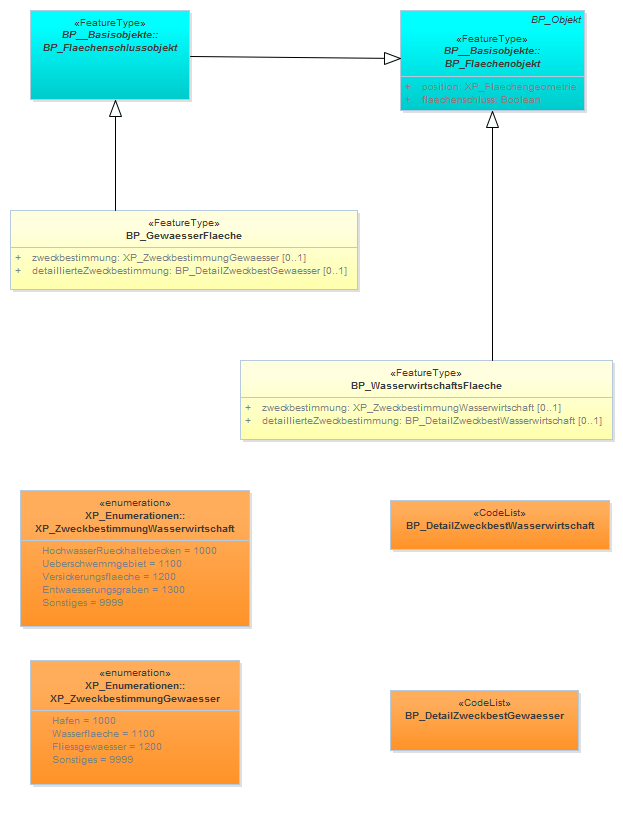 «FeatureType»
BP__Basisobjekte::
BP_Flaechenschlussobjekt
BP_Objekt
«FeatureType»
BP__Basisobjekte::
BP_Flaechenobjekt
+ position: XP_Flaechengeometrie
+ flaechenschluss: Boolean
«FeatureType»
BP_GewaesserFlaeche
+ zweckbestimmung: XP_ZweckbestimmungGewaesser [0..1]
+ detaillierteZweckbestimmung: BP_DetailZweckbestGewaesser [0..1]
«FeatureType»
BP_WasserwirtschaftsFlaeche
+ zweckbestimmung: XP_ZweckbestimmungWasserwirtschaft [0..1]
+ detaillierteZweckbestimmung: BP_DetailZweckbestWasserwirtschaft [0..1]
«enumeration»
XP_Enumerationen::
XP_ZweckbestimmungWasserwirtschaft
HochwasserRueckhaltebecken = 1000
Ueberschwemmgebiet = 1100
Versickerungsflaeche = 1200
Entwaesserungsgraben = 1300
Sonstiges = 9999
«CodeList»
BP_DetailZweckbestWasserwirtschaft
«enumeration»
XP_Enumerationen::
XP_ZweckbestimmungGewaesser
Hafen = 1000
Wasserflaeche = 1100
Fliessgewaesser = 1200
Sonstiges = 9999
«CodeList»
BP_DetailZweckbestGewaesser